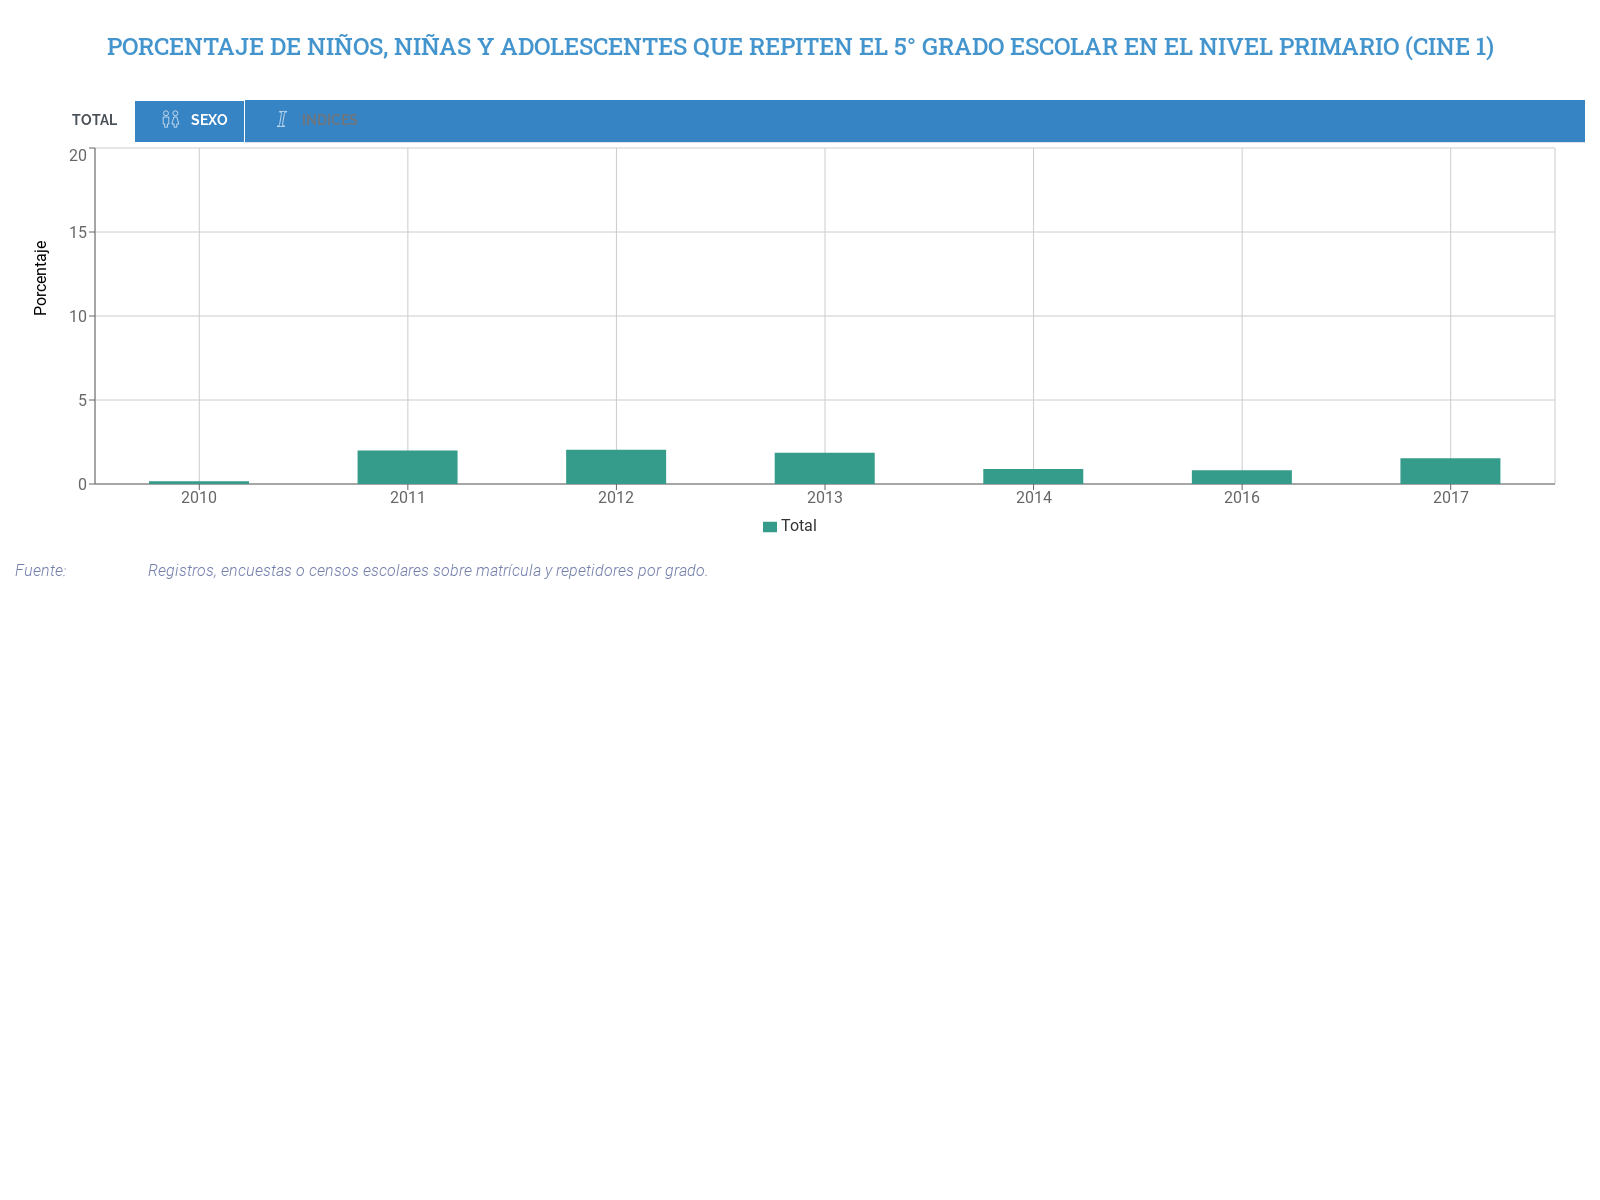 PORCENTAJE DE NIÑOS, NIÑAS Y ADOLESCENTES QUE REPITEN EL 5° GRADO ESCOLAR EN EL NIVEL PRIMARIO (CINE 1)
TOTAL SEXO INDICES
20
15
10
5
0
Porcentaje
2010 2011 2012 2013 2014 2016 2017
Total
Fuente: Registros, encuestas o censos escolares sobre matrícula y repetidores por grado.